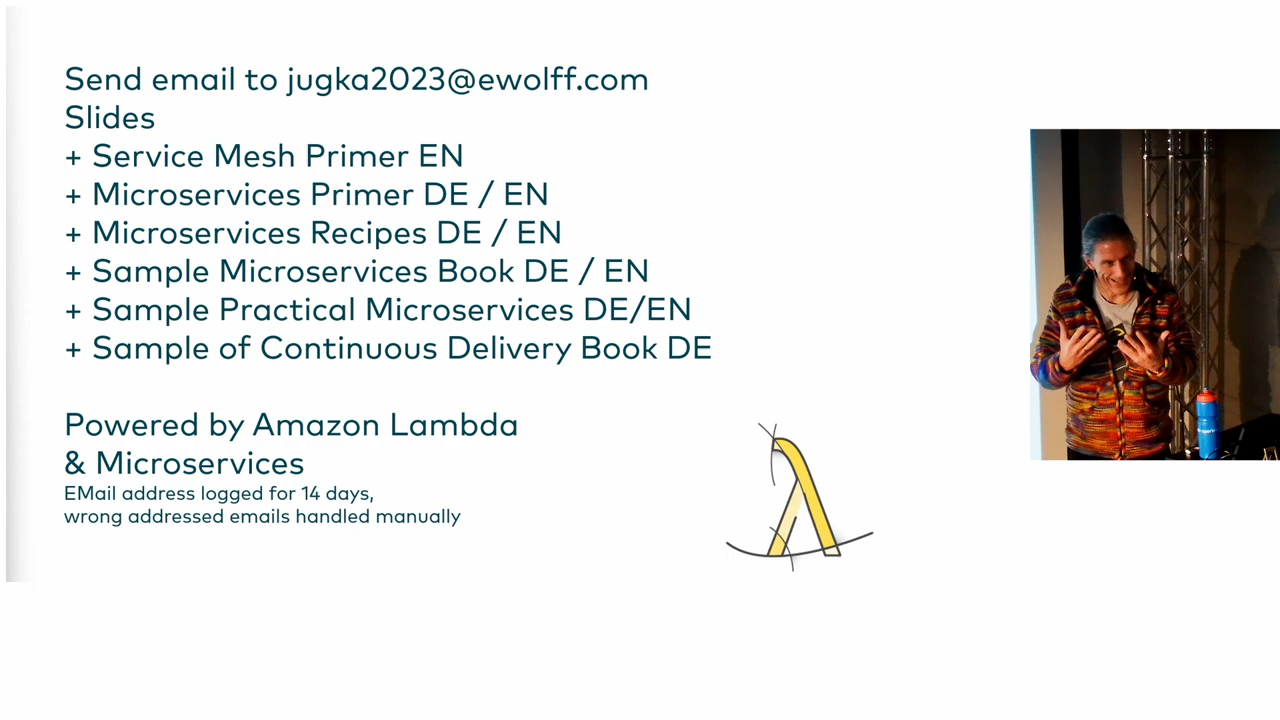 Send email to jugka2023@ewolff.com
Slides
+ Service Mesh Primer EN
+ Microservices Primer DE / EN
+ Microservices Recipes DE / EN
+ Sample Microservices Book DE / EN
+ Sample Practical Microservices DE/EN
+ Sample of Continuous Delivery Book DE
Powered by Amazon Lambda
& Microservices
EMail address logged for 14 days,
wrong addressed emails handled manually